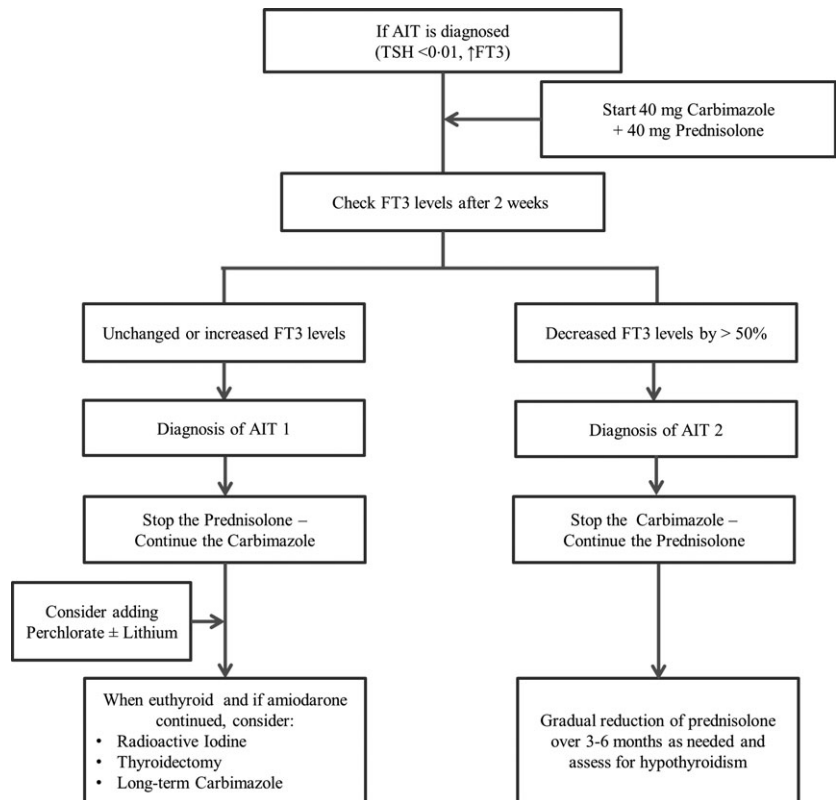 If AIT is diagnosed
(TSH <0·01, ↑FT3)
Start 40 mg Carbimazole
+ 40 mg Prednisolone
Check FT3 levels after 2 weeks
Unchanged or increased FT3 levels
Decreased FT3 levels by > 50%
Diagnosis of AIT 1
Diagnosis of AIT 2
Stop the Prednisolone –
Continue the Carbimazole
Stop the Carbimazole –
Continue the Prednisolone
Consider adding
Perchlorate ± Lithium
When euthyroid and if amiodarone
continued, consider:
• Radioactive Iodine
• Thyroidectomy
• Long-term Carbimazole
Gradual reduction of prednisolone
over 3-6 months as needed and
assess for hypothyroidism